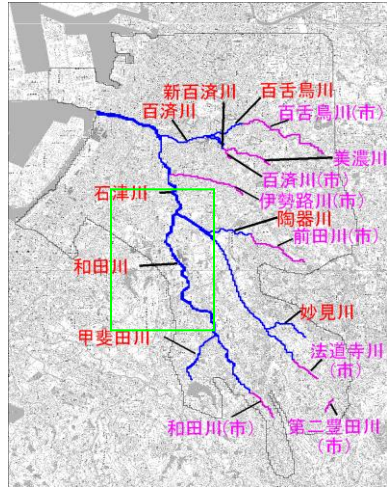 新百済川
百舌鳥川
百済川
百舌鳥川(市)
美濃川
百済川(市)
伊勢路川(市)
石津川
陶器川
前田川(市)
和田川
妙見川
甲斐田川
法道寺川
(市)
和田川(市)
第二豊田川
(市)